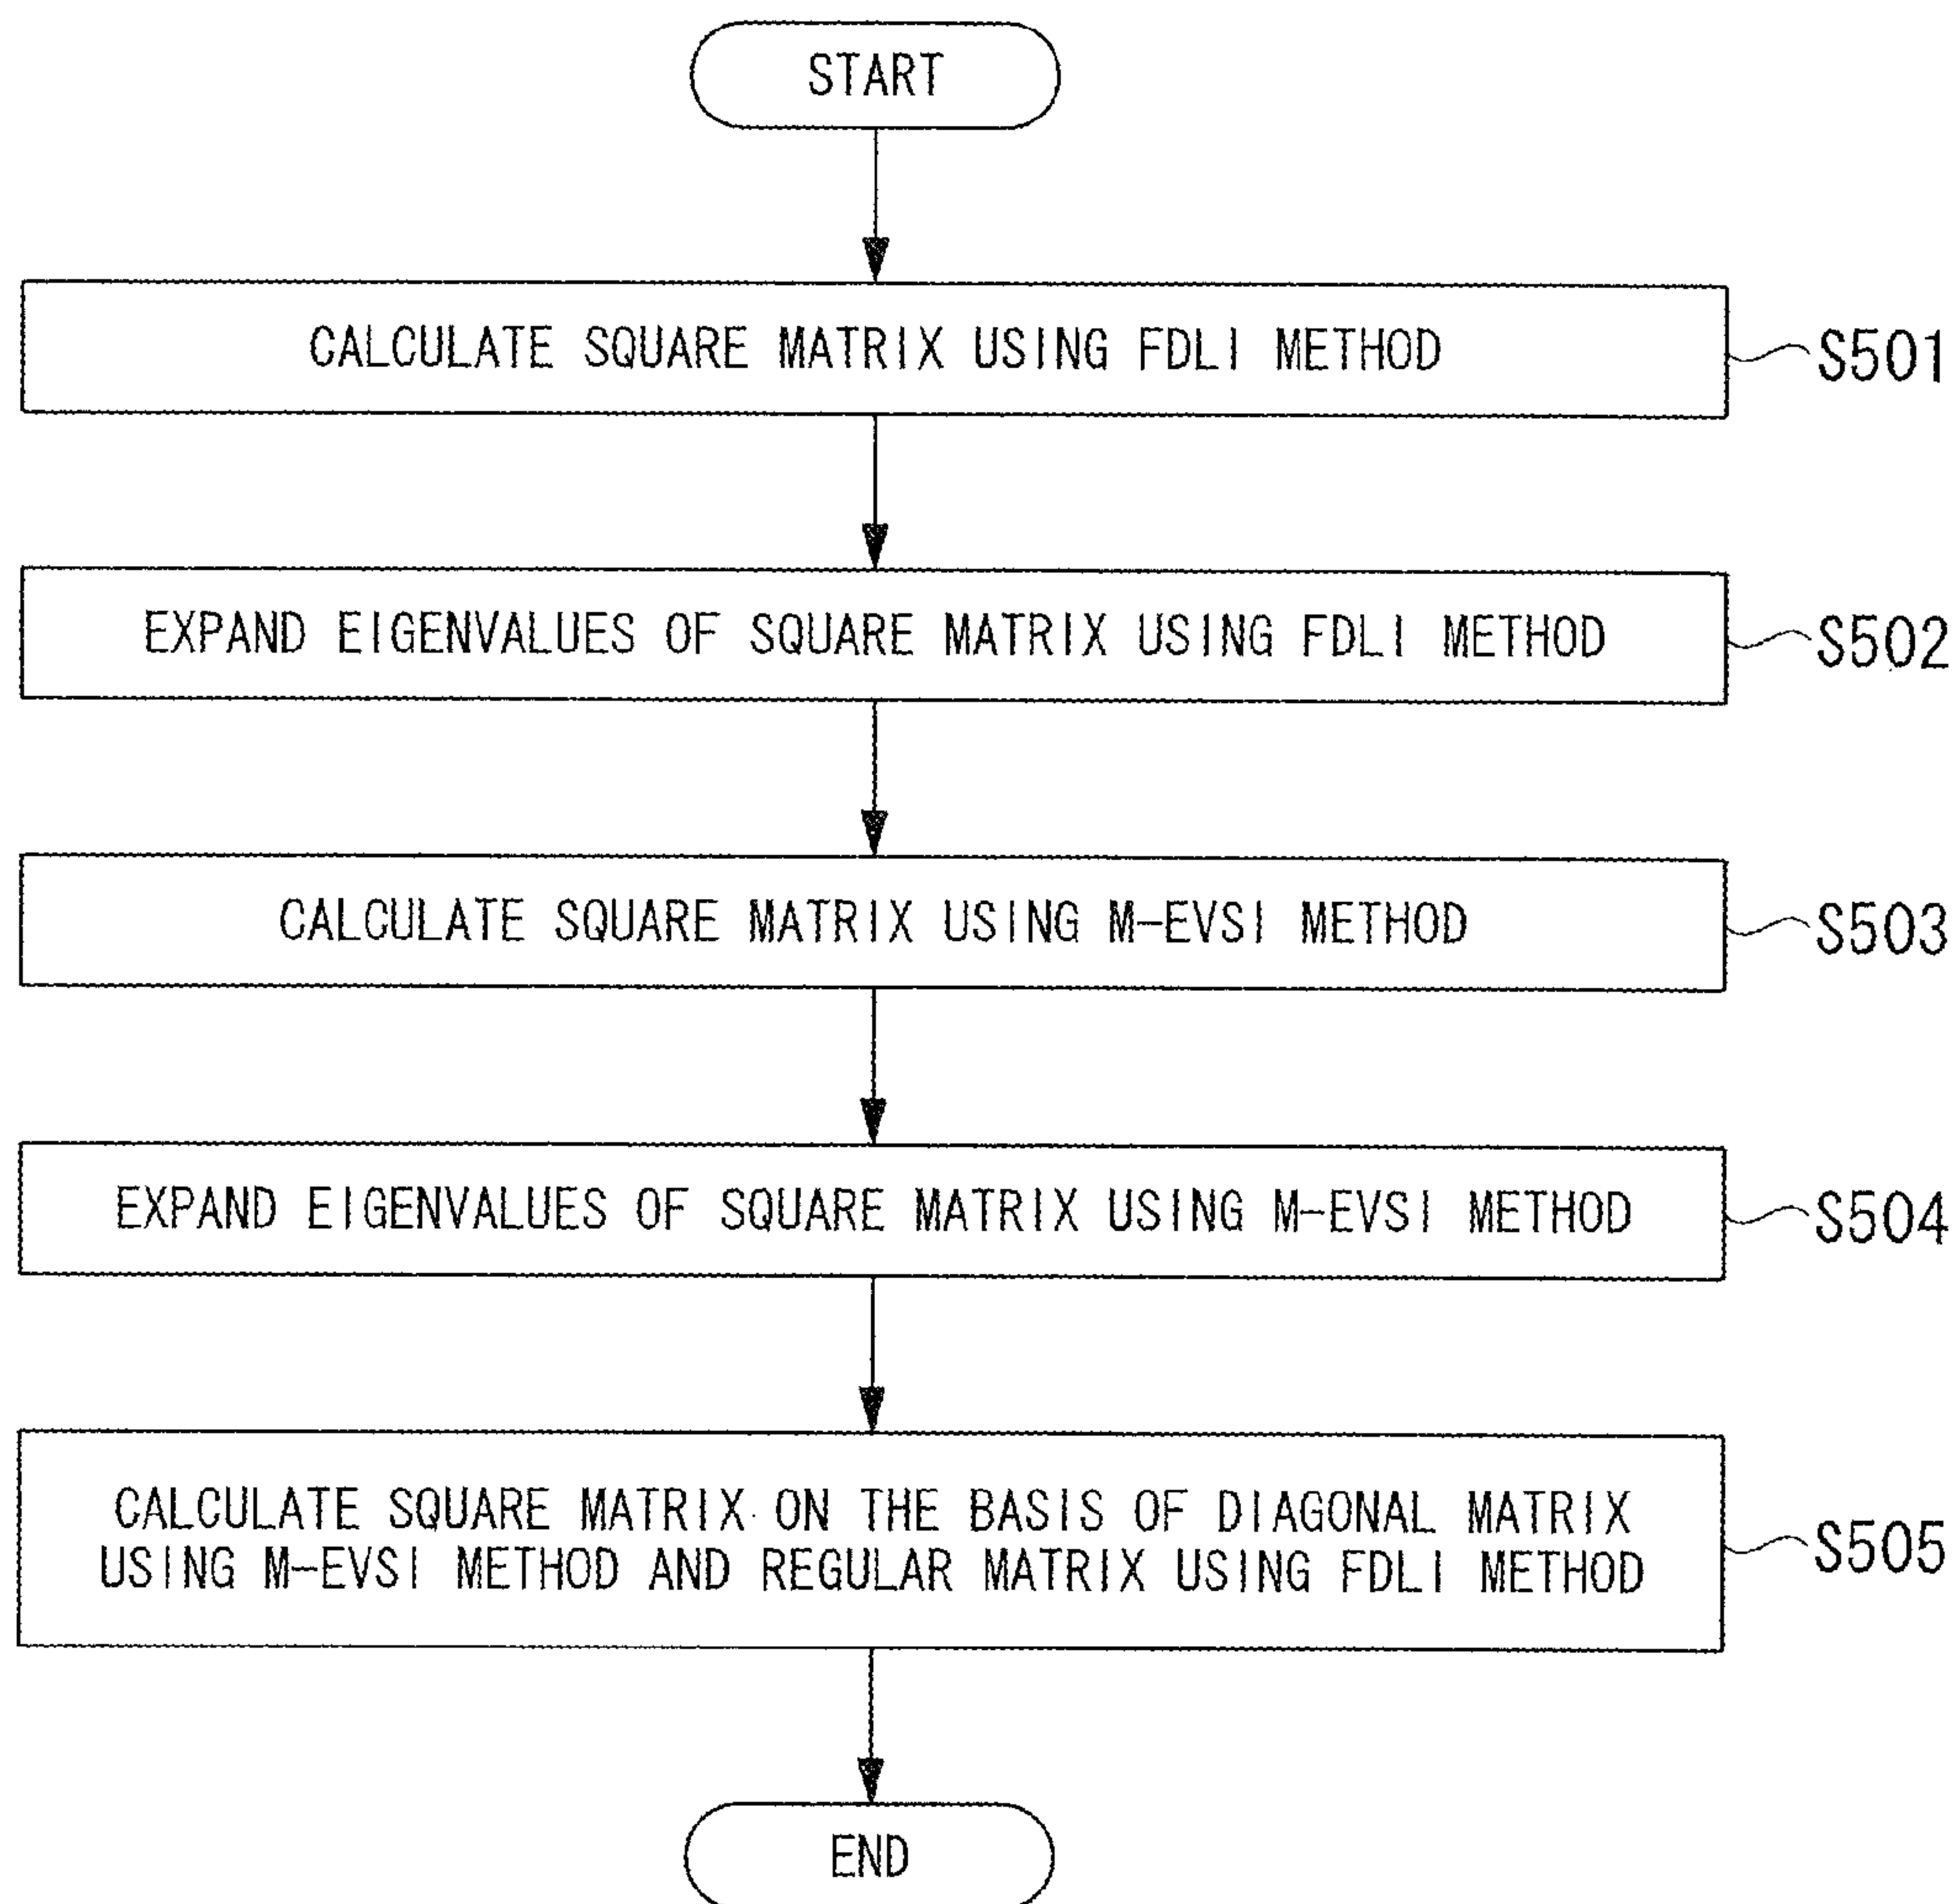 START
CALCULATE SQUARE MATRIX USING FDLI METHOD
S501
EXPAND EIGENVALUES OF SQUARE MATRIX USING FDLI METHOD
S502
CALCULATE SQUARE MATRIX USING M-EVSI METHOD
S503
EXPAND EIGENVALUES OF SQUARE MATRIX USING M-EVSI METHOD
S504
CALCULATE SQUARE MATRIX ON THE BASIS OF DIAGONAL MATRIX
USING M-EVSI METHOD AND REGULAR MATRIX USING FDLI METHOD
S505
END